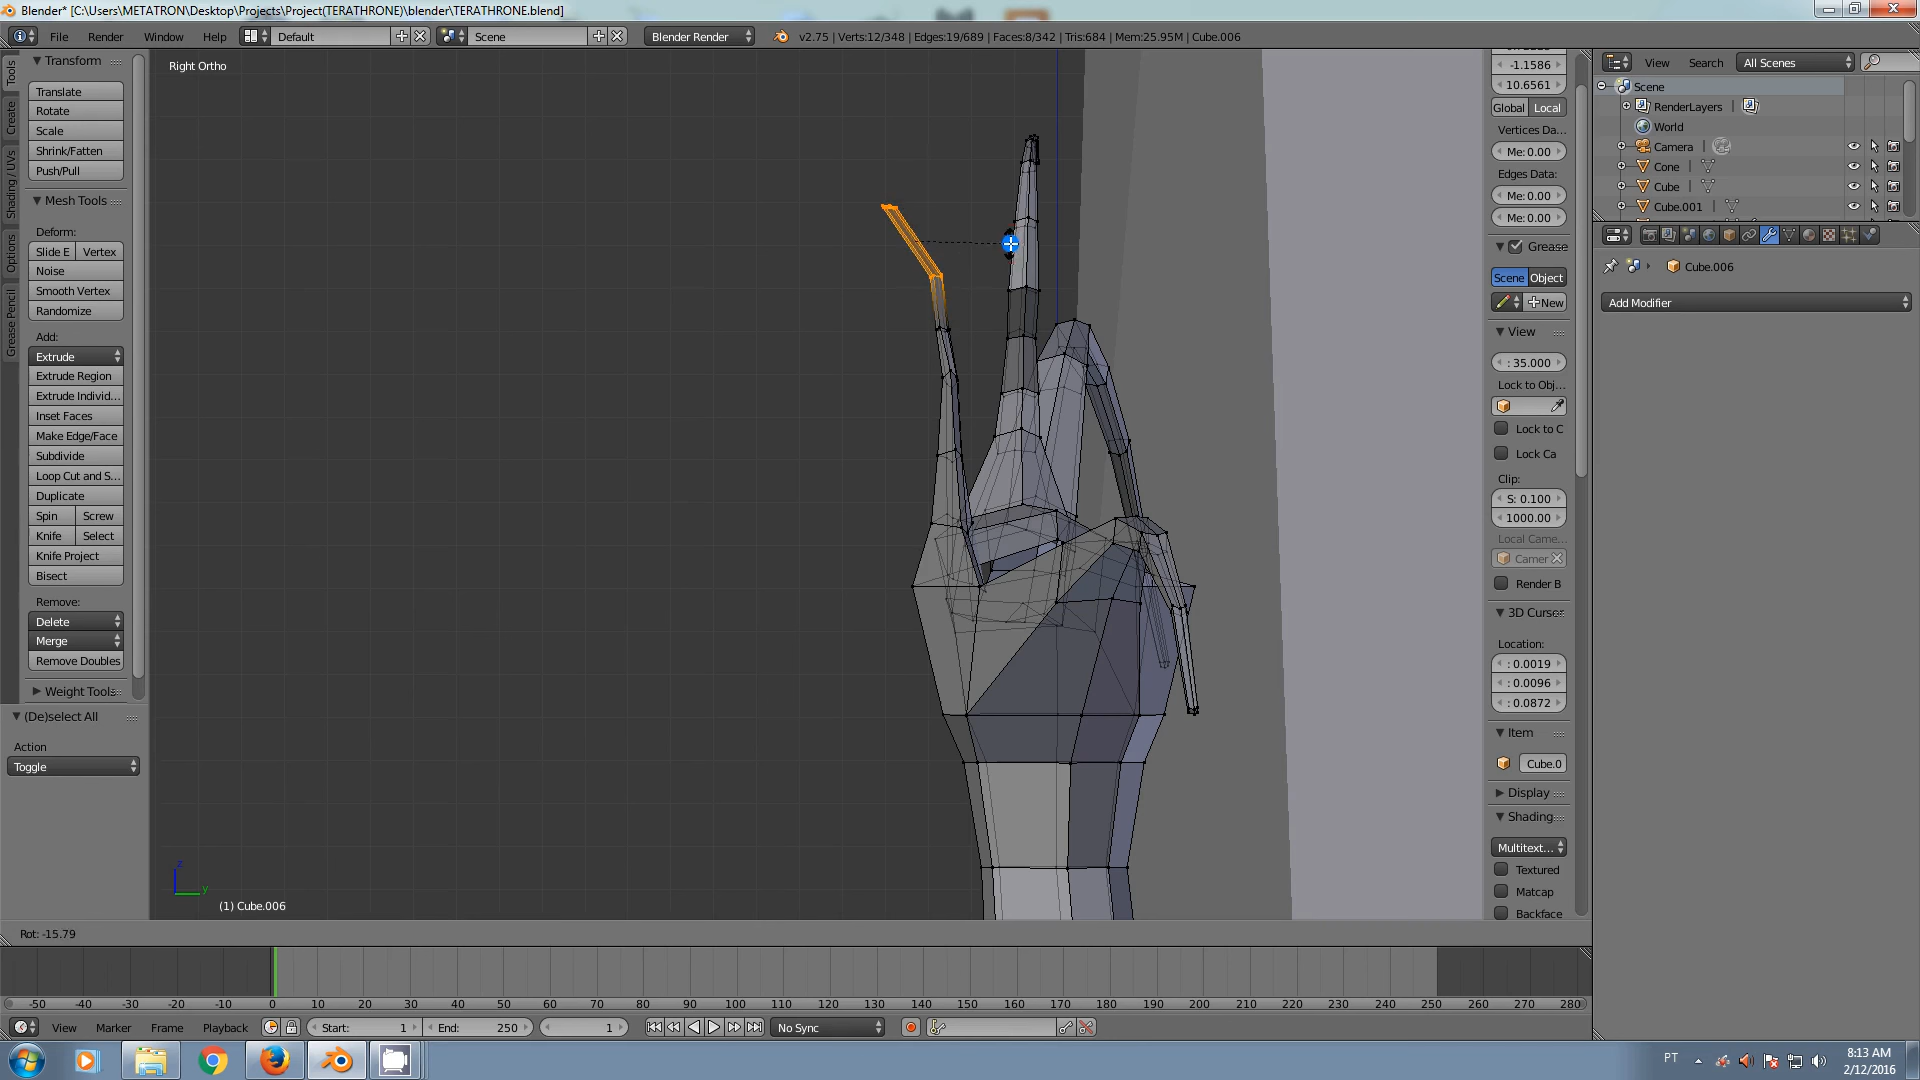 Blender* [C:\Users\METATRON\Desktop\Projects\Project(TERATHRONE)\blender\TERATHRONE.blend]
File Render Window Help Default Scene Blender Render v2.75 | Verts:12/348 | Edges:19/689 | Faces:8/342 | Tris:684 | Mem:25.95M | Cube.006
Tools
Create
Shading / UVs
Options
Grease Pencil
Transform
Translate
Rotate
Scale
Shrink/Fatten
Push/Pull
Mesh Tools
Deform:
Slide E Vertex
Noise
Smooth Vertex
Randomize
Add:
Extrude
Extrude Region
Extrude Individ...
Inset Faces
Make Edge/Face
Subdivide
Loop Cut and S...
Duplicate
Spin Screw
Knife Select
Knife Project
Bisect
Remove:
Delete
Merge
Remove Doubles
Weight Tools
(De)select All
Action
Toggle
Right Ortho
z
y
(1) Cube.006
Rot: -15.79
-1.1586
10.6561
Global Local
Vertices Da...
Me: 0.00
Edges Data:
Me: 0.00
Me: 0.00
Grease
Scene Object
New
View
: 35.000
Lock to Obj...
Lock to C
Lock Ca
Clip:
S: 0.100
1000.00
Local Came...
Camer
Render B
3D Curso
Location:
: 0.0019
: 0.0096
: 0.0872
Item
Cube.0
Display
Shading
Multitext...
Textured
Matcap
Backface
View Search All Scenes
Scene
RenderLayers
World
Camera
Cone
Cube
Cube.001
Cube.006
Add Modifier
-50 -40 -30 -20 -10 0 10 20 30 40 50 60 70 80 90 100 110 120 130 140 150 160 170 180 190 200 210 220 230 240 250 260 270 280
View Marker Frame Playback Start: 1 End: 250 1 No Sync
PT
8:13 AM
2/12/2016